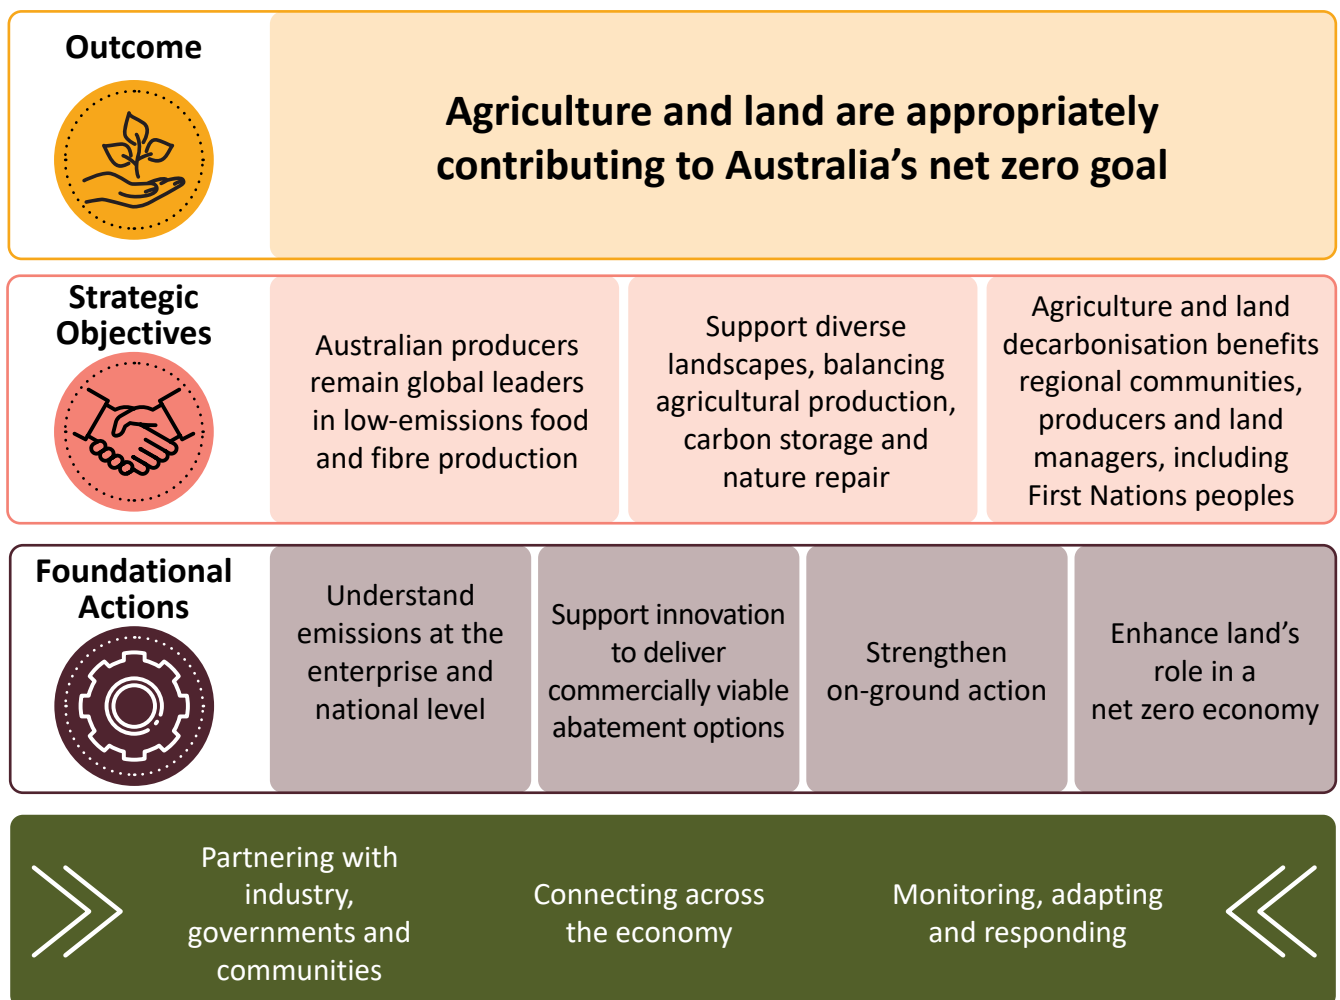 Outcome
Agriculture and land are appropriately
contributing to Australia’s net zero goal
Strategic
Objectives
Australian producers
remain global leaders
in low-emissions food
and fibre production
Support diverse
landscapes, balancing
agricultural production,
carbon storage and
nature repair
Agriculture and land
decarbonisation benefits
regional communities,
producers and land
managers, including
First Nations peoples
Foundational
Actions
Understand
emissions at the
enterprise and
national level
Support innovation
to deliver
commercially viable
abatement options
Strengthen
on-ground action
Enhance land’s
role in a
net zero economy
Partnering with
industry,
governments and
communities
Connecting across
the economy
Monitoring, adapting
and responding